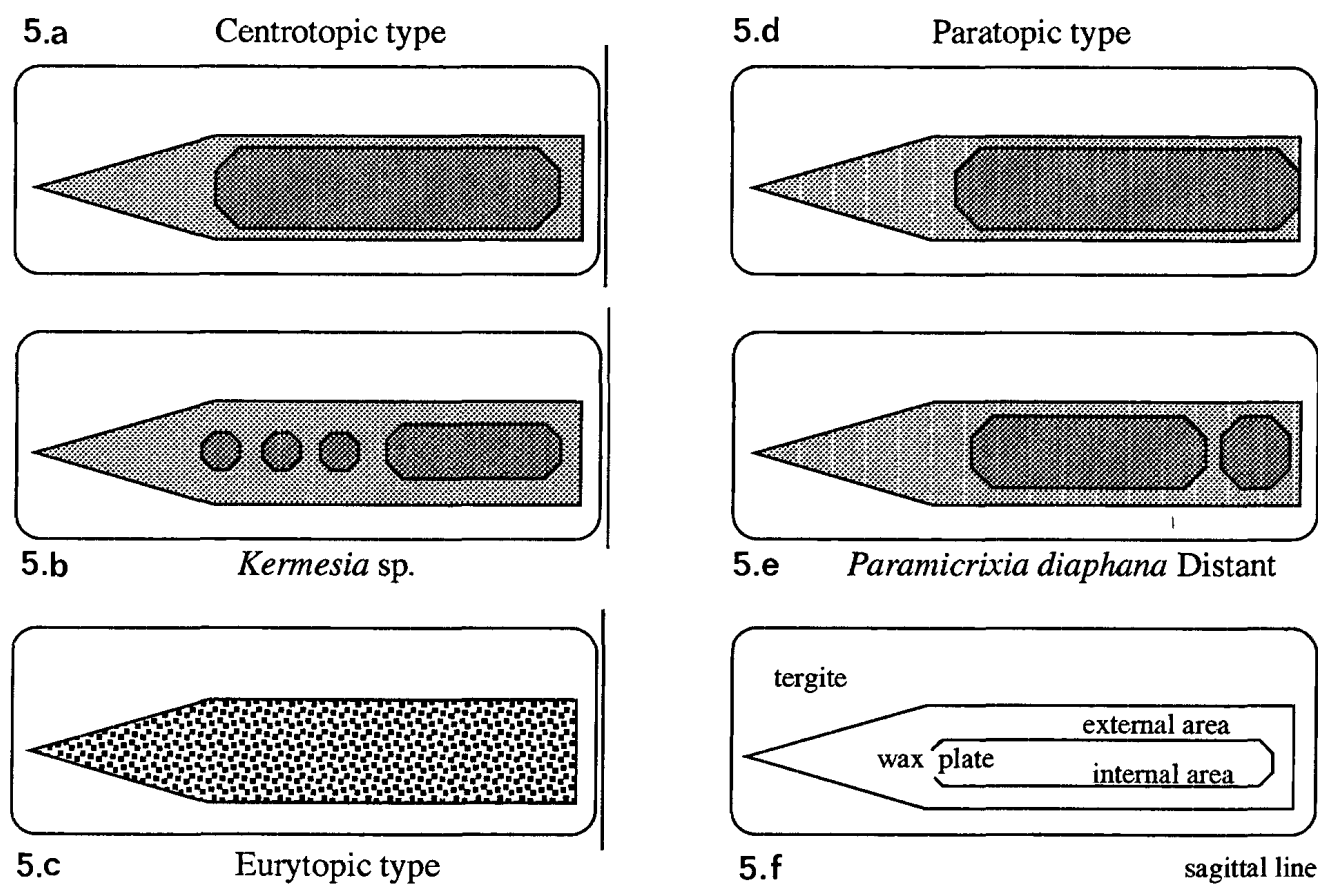 5.a Centrotopic type
5.d Paratopic type
5.b Kermesia sp.
5.e Paramicrixia diaphana Distant
tergite
external area
wax plate
internal area
5.c Eurytopic type
5.f sagittal line